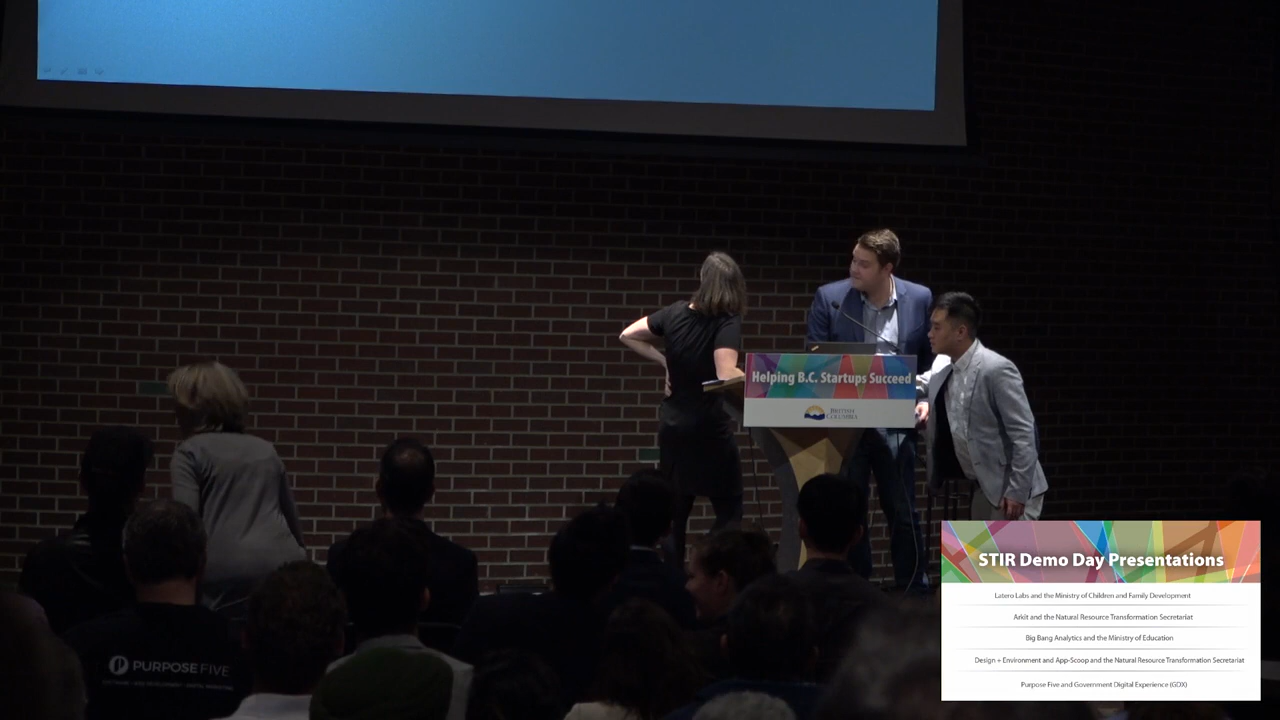 Helping B.C. Startups Succeed
BRITISH
COLUMBIA
PURPOSE FIVE
STIR Demo Day Presentations
Latero Labs and the Ministry of Children and Family Development
Arkit and the Natural Resource Transformation Secretariat
Big Bang Analytics and the Ministry of Education
Design + Environment and App-Scoop and the Natural Resource Transformation Secretariat
Purpose Five and Government Digital Experience (GDX)